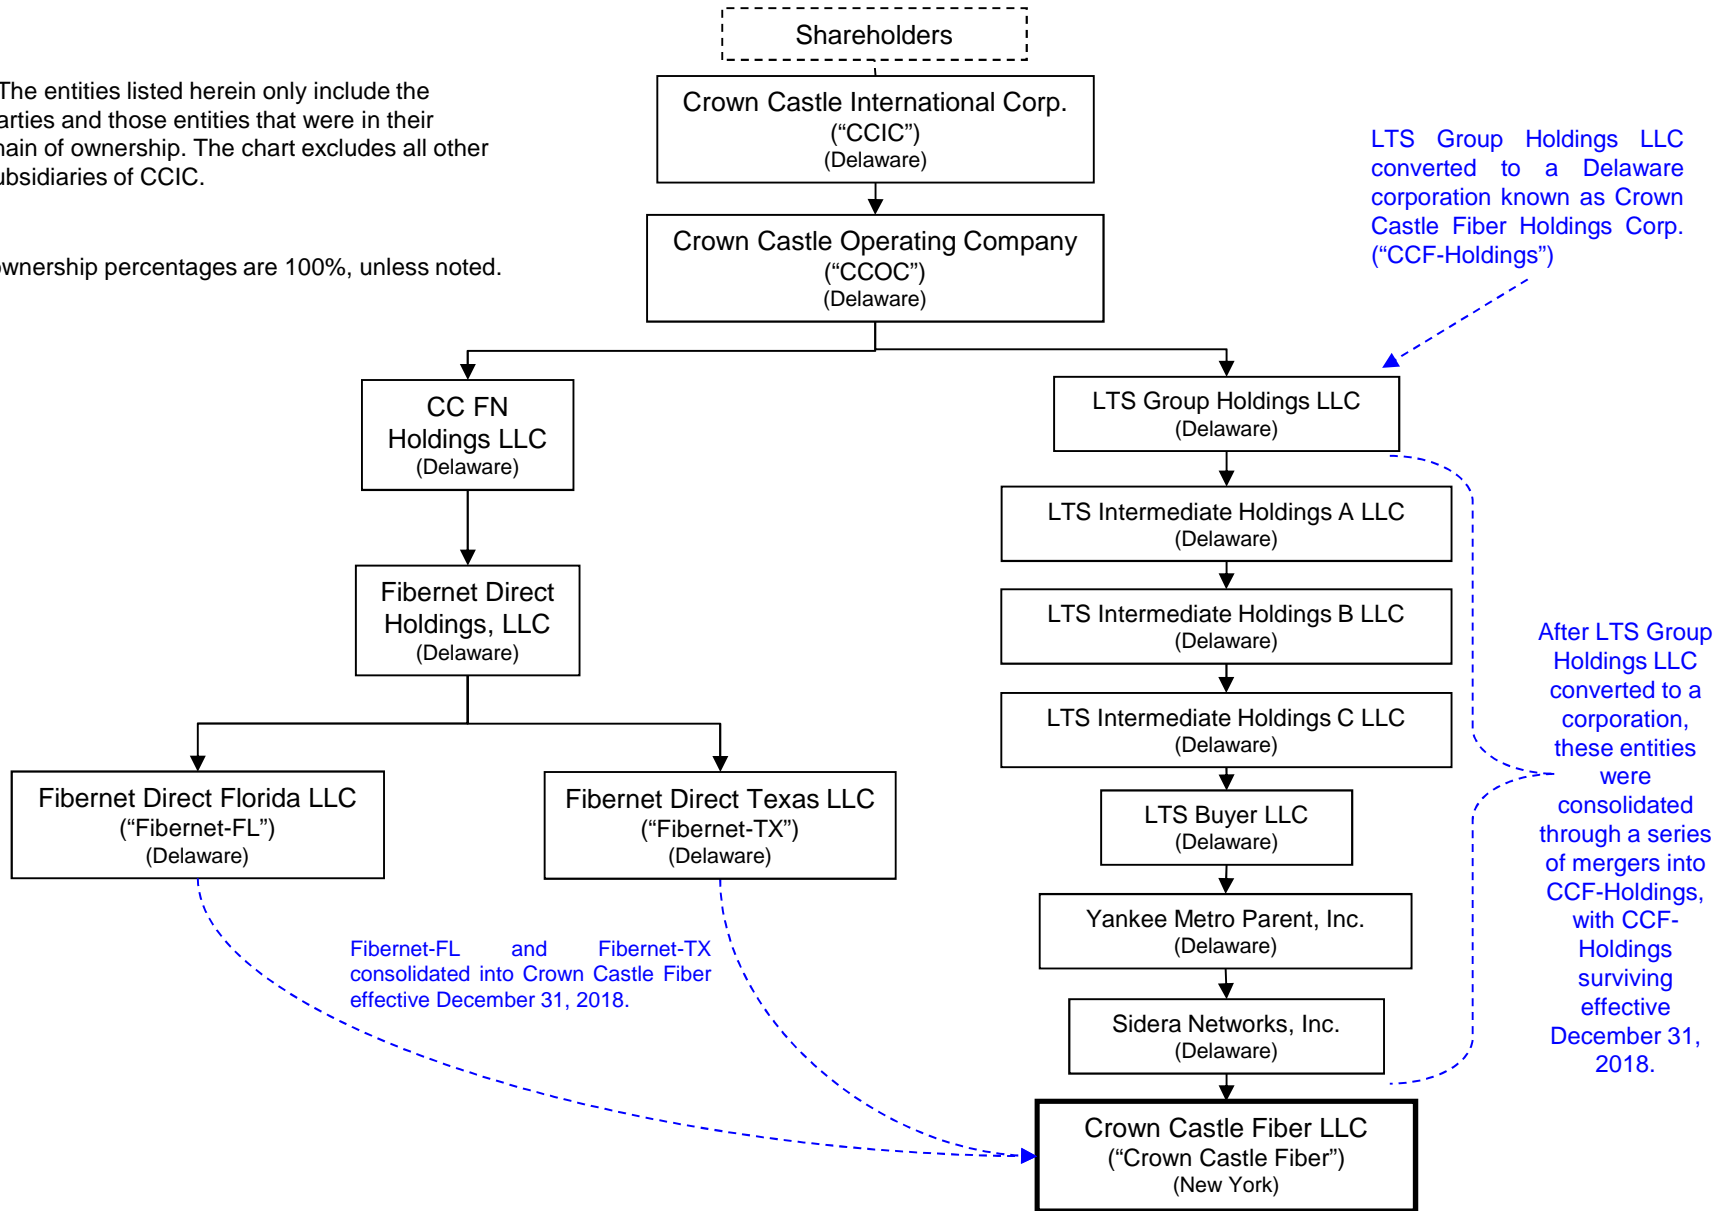 Shareholders
The entities listed herein only include the
arties and those entities that were in their
hain of ownership. The chart excludes all other
ubsidiaries of CCIC.
ownership percentages are 100%, unless noted.
Crown Castle International Corp.
(“CCIC”)
(Delaware)
Crown Castle Operating Company
(“CCOC”)
(Delaware)
LTS Group Holdings LLC
converted to a Delaware
corporation known as Crown
Castle Fiber Holdings Corp.
(“CCF-Holdings”)
CC FN
Holdings LLC
(Delaware)
Fibernet Direct
Holdings, LLC
(Delaware)
Fibernet Direct Florida LLC
(“Fibernet-FL”)
(Delaware)
Fibernet Direct Texas LLC
(“Fibernet-TX”)
(Delaware)
Fibernet-FL and Fibernet-TX
consolidated into Crown Castle Fiber
effective December 31, 2018.
LTS Group Holdings LLC
(Delaware)
LTS Intermediate Holdings A LLC
(Delaware)
LTS Intermediate Holdings B LLC
(Delaware)
LTS Intermediate Holdings C LLC
(Delaware)
LTS Buyer LLC
(Delaware)
Yankee Metro Parent, Inc.
(Delaware)
Sidera Networks, Inc.
(Delaware)
Crown Castle Fiber LLC
(“Crown Castle Fiber”)
(New York)
After LTS Group
Holdings LLC
converted to a
corporation,
these entities
were
consolidated
through a series
of mergers into
CCF-Holdings,
with CCF-
Holdings
surviving
effective
December 31,
2018.